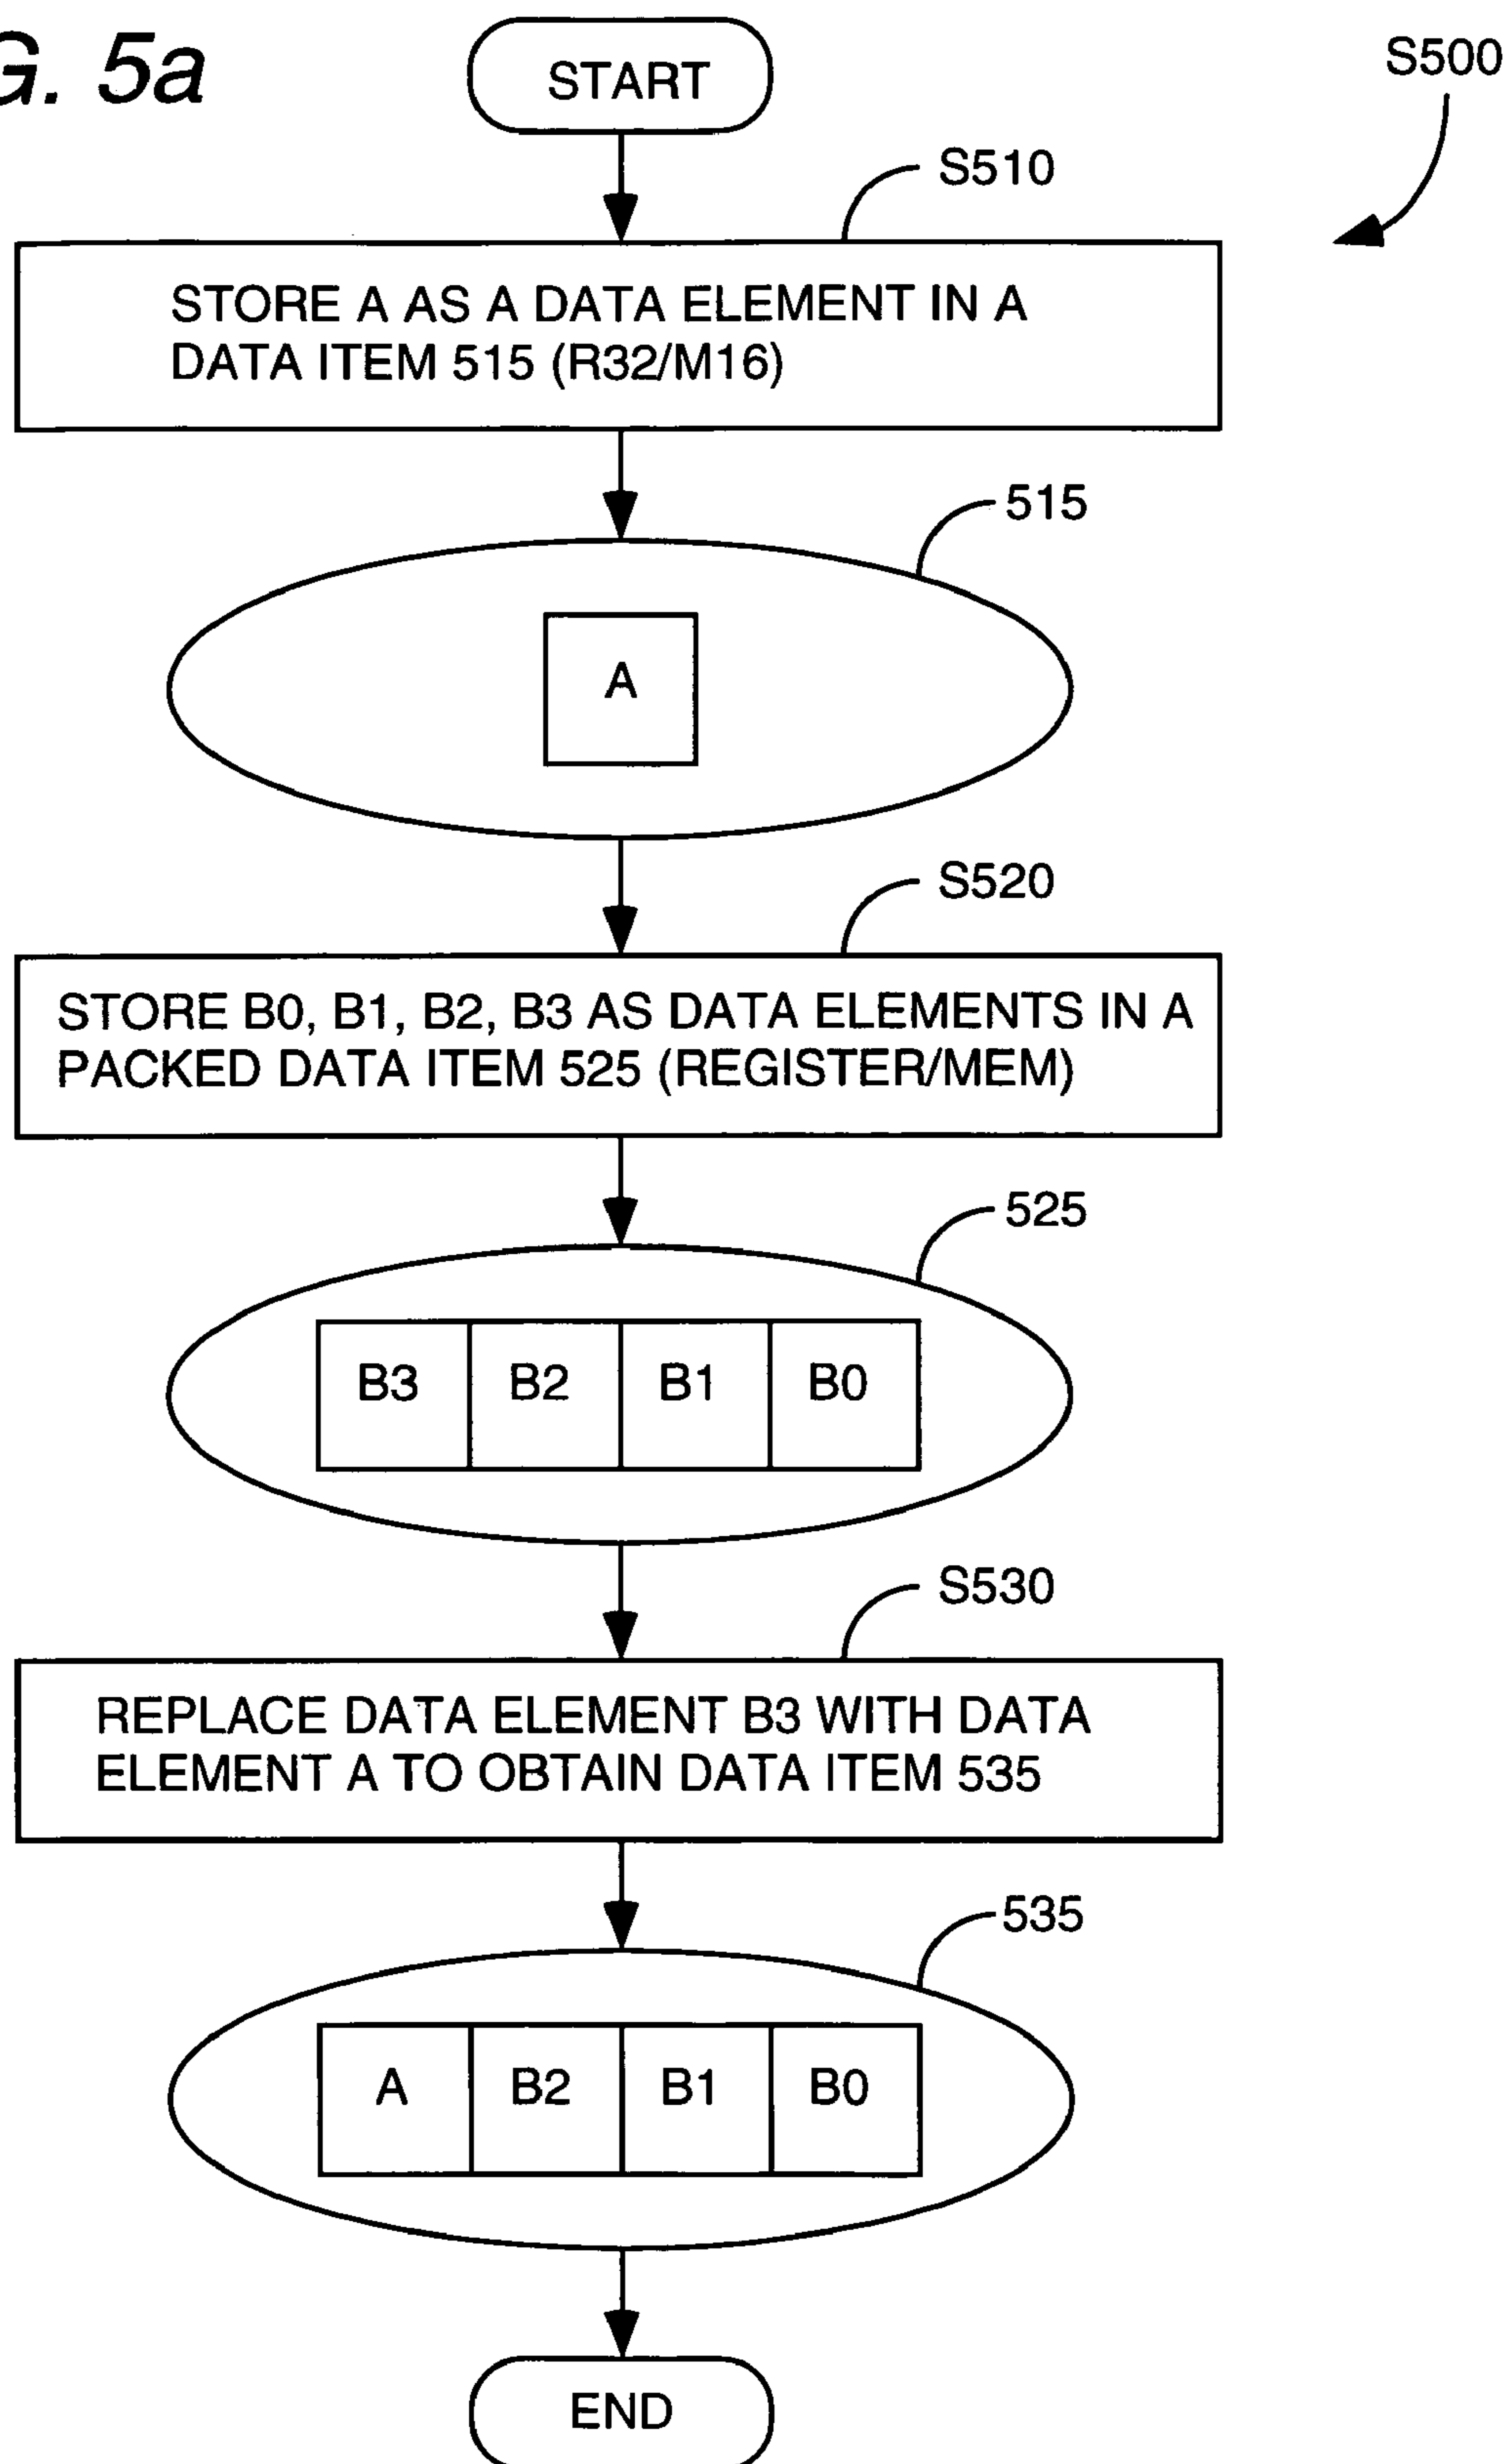 G. 5a
START
S500
S510
STORE A AS A DATA ELEMENT IN A
DATA ITEM 515 (R32/M16)
515
A
S520
STORE B0, B1, B2, B3 AS DATA ELEMENTS IN A
PACKED DATA ITEM 525 (REGISTER/MEM)
525
B3 B2 B1 B0
S530
REPLACE DATA ELEMENT B3 WITH DATA
ELEMENT A TO OBTAIN DATA ITEM 535
535
A B2 B1 B0
END